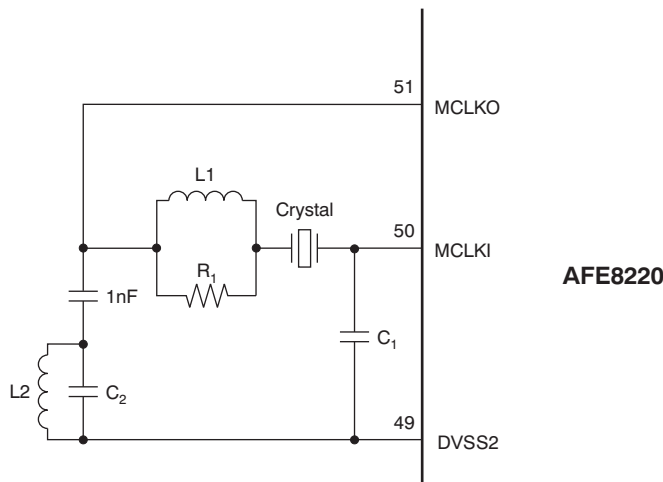 51
MCLKO
L1
Crystal
50
MCLKI
R₁
AFE8220
1nF
C₁
L2
C₂
49
DVSS2